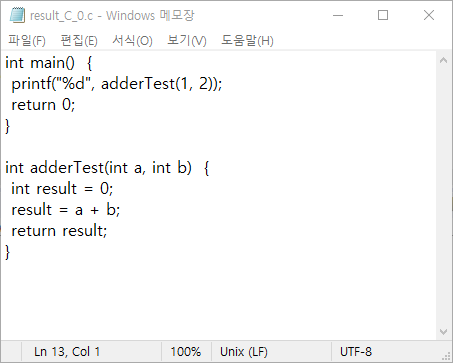 result_C_0.c - Windows 메모장
파일(F) 편집(E) 서식(O) 보기(V) 도움말(H)
int main() {
 printf("%d", adderTest(1, 2));
 return 0;
}

int adderTest(int a, int b) {
 int result = 0;
 result = a + b;
 return result;
}
Ln 13, Col 1 100% Unix (LF) UTF-8